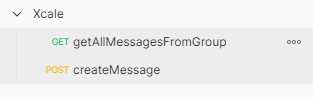 Xcale
GET getAllMessagesFromGroup
POST createMessage